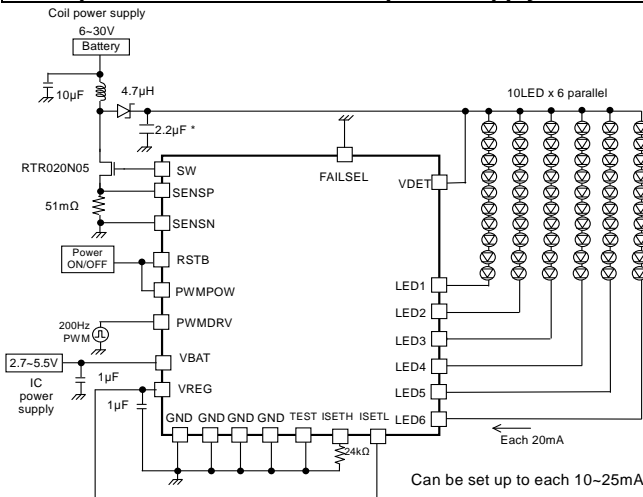 Coil power supply
6~30V
Battery
10µF
4.7µH
2.2µF *
10LED x 6 parallel
RTR020N05
51mΩ
SW
SENSP
SENSN
FAILSEL
VDET
Power
ON/OFF
RSTB
PWMPOW
LED1
LED2
200Hz
PWM
PWMDRV
LED3
2.7~5.5V
VBAT
LED4
IC
power
supply
1µF
VREG
LED5
1µF
GND GND GND GND TEST ISETH ISETL
LED6
24kΩ
Each 20mA
Can be set up to each 10~25mA